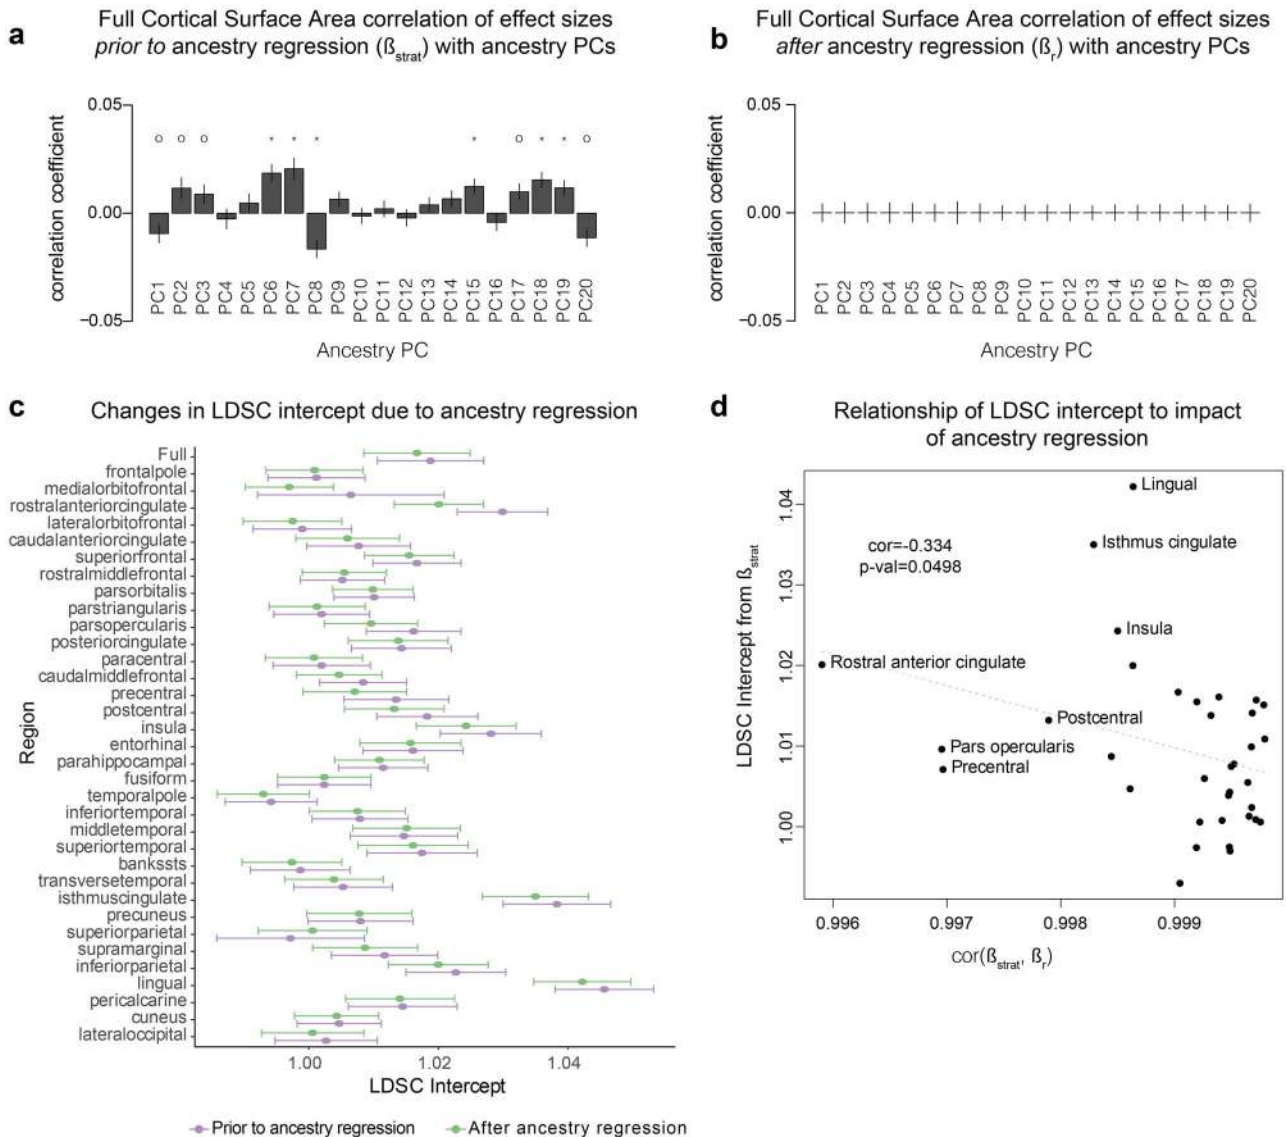 a
Full Cortical Surface Area correlation of effect sizes
prior to ancestry regression (ßstrat) with ancestry PCs
correlation coefficient
0.05
0.00
−0.05
o o o * * * * o * * o
PC1 PC2 PC3 PC4 PC5 PC6 PC7 PC8 PC9 PC10 PC11 PC12 PC13 PC14 PC15 PC16 PC17 PC18 PC19 PC20
Ancestry PC
b
Full Cortical Surface Area correlation of effect sizes
after ancestry regression (ßr) with ancestry PCs
correlation coefficient
0.05
0.00
−0.05
PC1 PC2 PC3 PC4 PC5 PC6 PC7 PC8 PC9 PC10 PC11 PC12 PC13 PC14 PC15 PC16 PC17 PC18 PC19 PC20
Ancestry PC
c
Changes in LDSC intercept due to ancestry regression
Region
Full
frontalpole
medialorbitofrontal
rostralanteriorcingulate
lateralorbitofrontal
caudalanteriorcingulate
superiorfrontal
rostralmiddlefrontal
parsorbitalis
parstriangularis
parsopercularis
posteriorcingulate
paracentral
caudalmiddlefrontal
precentral
postcentral
insula
entorhinal
parahippocampal
fusiform
temporalpole
inferiortemporal
middletemporal
superiortemporal
bankssts
transversetemporal
isthmuscingulate
precuneus
superiorparietal
supramarginal
inferiorparietal
lingual
pericalcarine
cuneus
lateraloccipital
1.00 1.02 1.04
LDSC Intercept
Prior to ancestry regression After ancestry regression
d
Relationship of LDSC intercept to impact
of ancestry regression
LDSC Intercept from ßstrat
1.04
1.03
1.02
1.01
1.00
Lingual
Isthmus cingulate
cor=-0.334
p-val=0.0498
Insula
Rostral anterior cingulate
Postcentral
Pars opercularis
Precentral
0.996 0.997 0.998 0.999
cor(ßstrat, ßr)